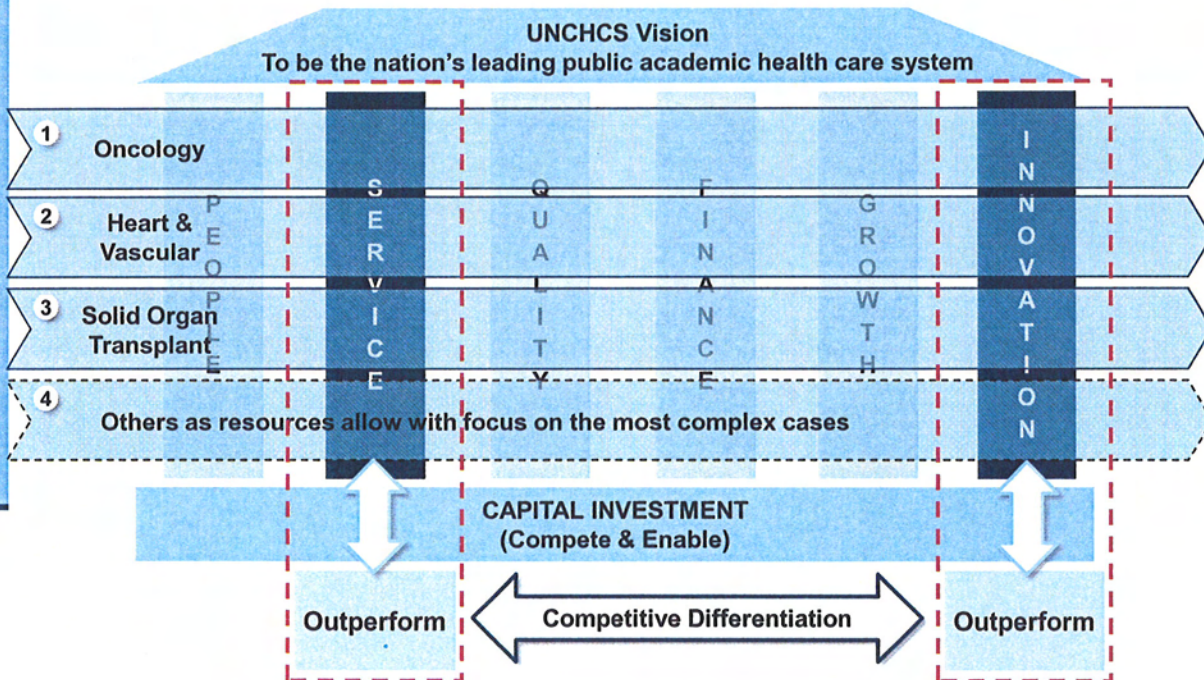 UNCHCS Vision
To be the nation's leading public academic health care system
1
Oncology
2
Heart &
Vascular
3
Solid Organ
Transplant
4
Others as resources allow with focus on the most complex cases
PEOPLE
SERVICE
QUALITY
FINANCE
GROWTH
INNOVATION
CAPITAL INVESTMENT
(Compete & Enable)
Outperform
Competitive Differentiation
Outperform